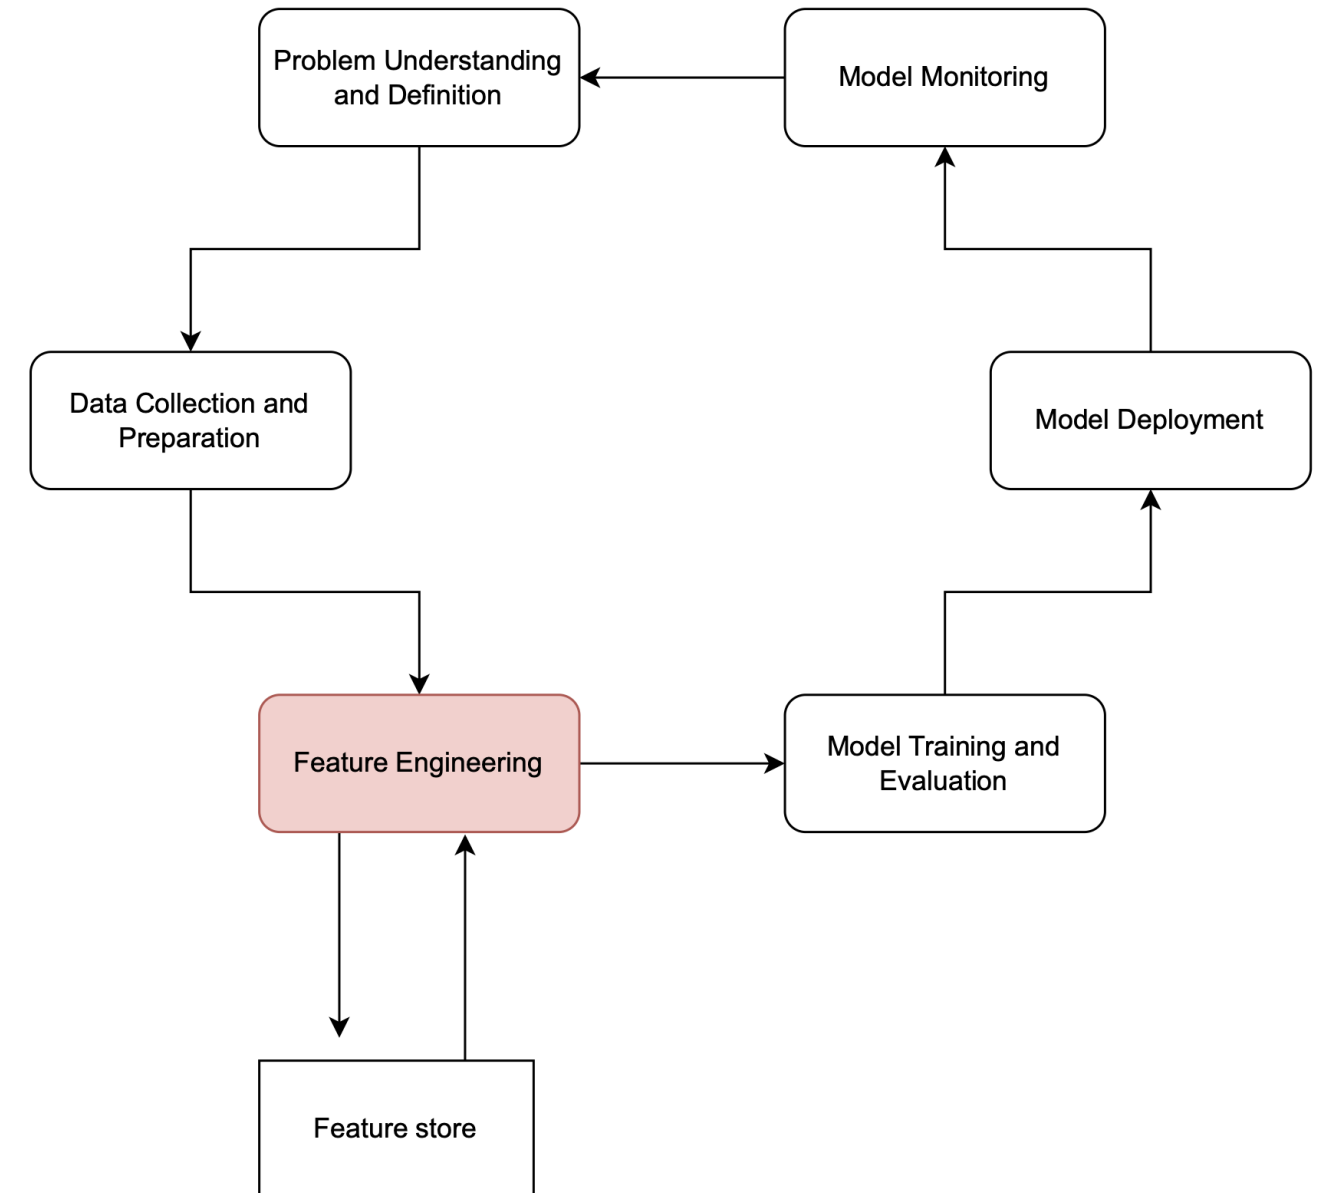 Problem Understanding
and Definition
Model Monitoring
Data Collection and
Preparation
Model Deployment
Feature Engineering
Model Training and
Evaluation
Feature store